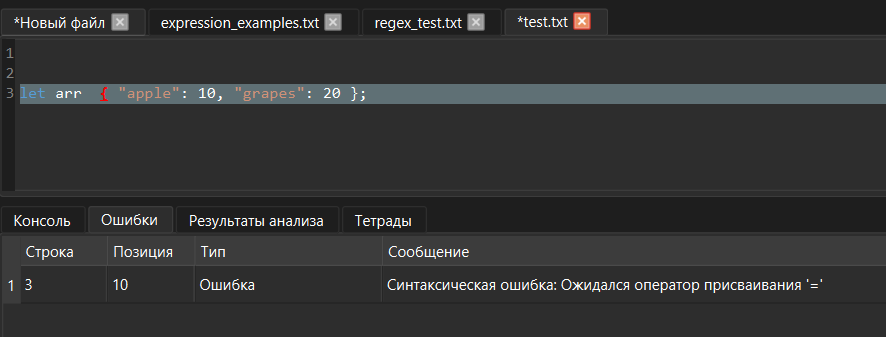 *Новый файл expression_examples.txt regex_test.txt *test.txt
1
2
3 let arr  { "apple": 10, "grapes": 20 };
Консоль Ошибки Результаты анализа Тетрады
Строка Позиция Тип Сообщение
1 3 10 Ошибка Синтаксическая ошибка: Ожидался оператор присваивания '='